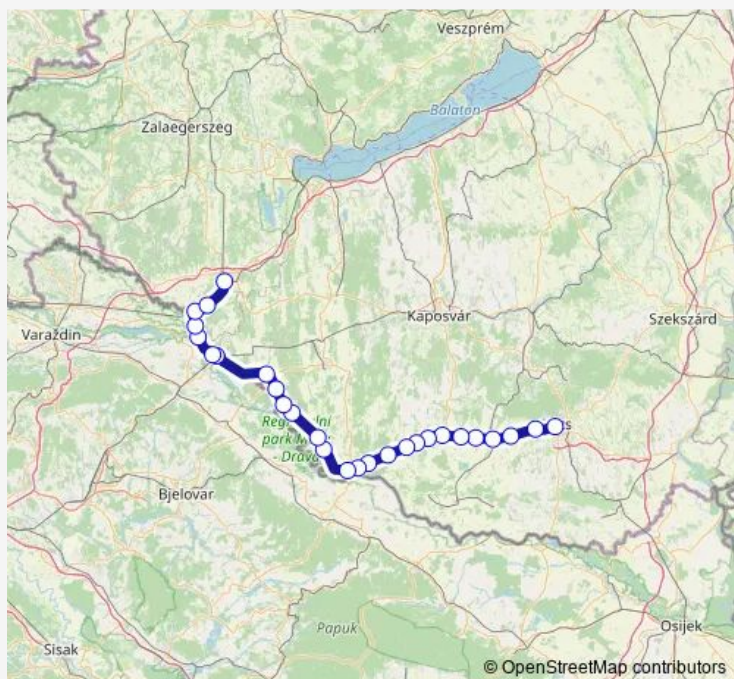 Veszprém
Balaton
Zalaegerszeg
Kaposvár
Varaždin
Szekszárd
Bjelovar
Papuk
Osijek
Sisak
© OpenStreetMap contributors